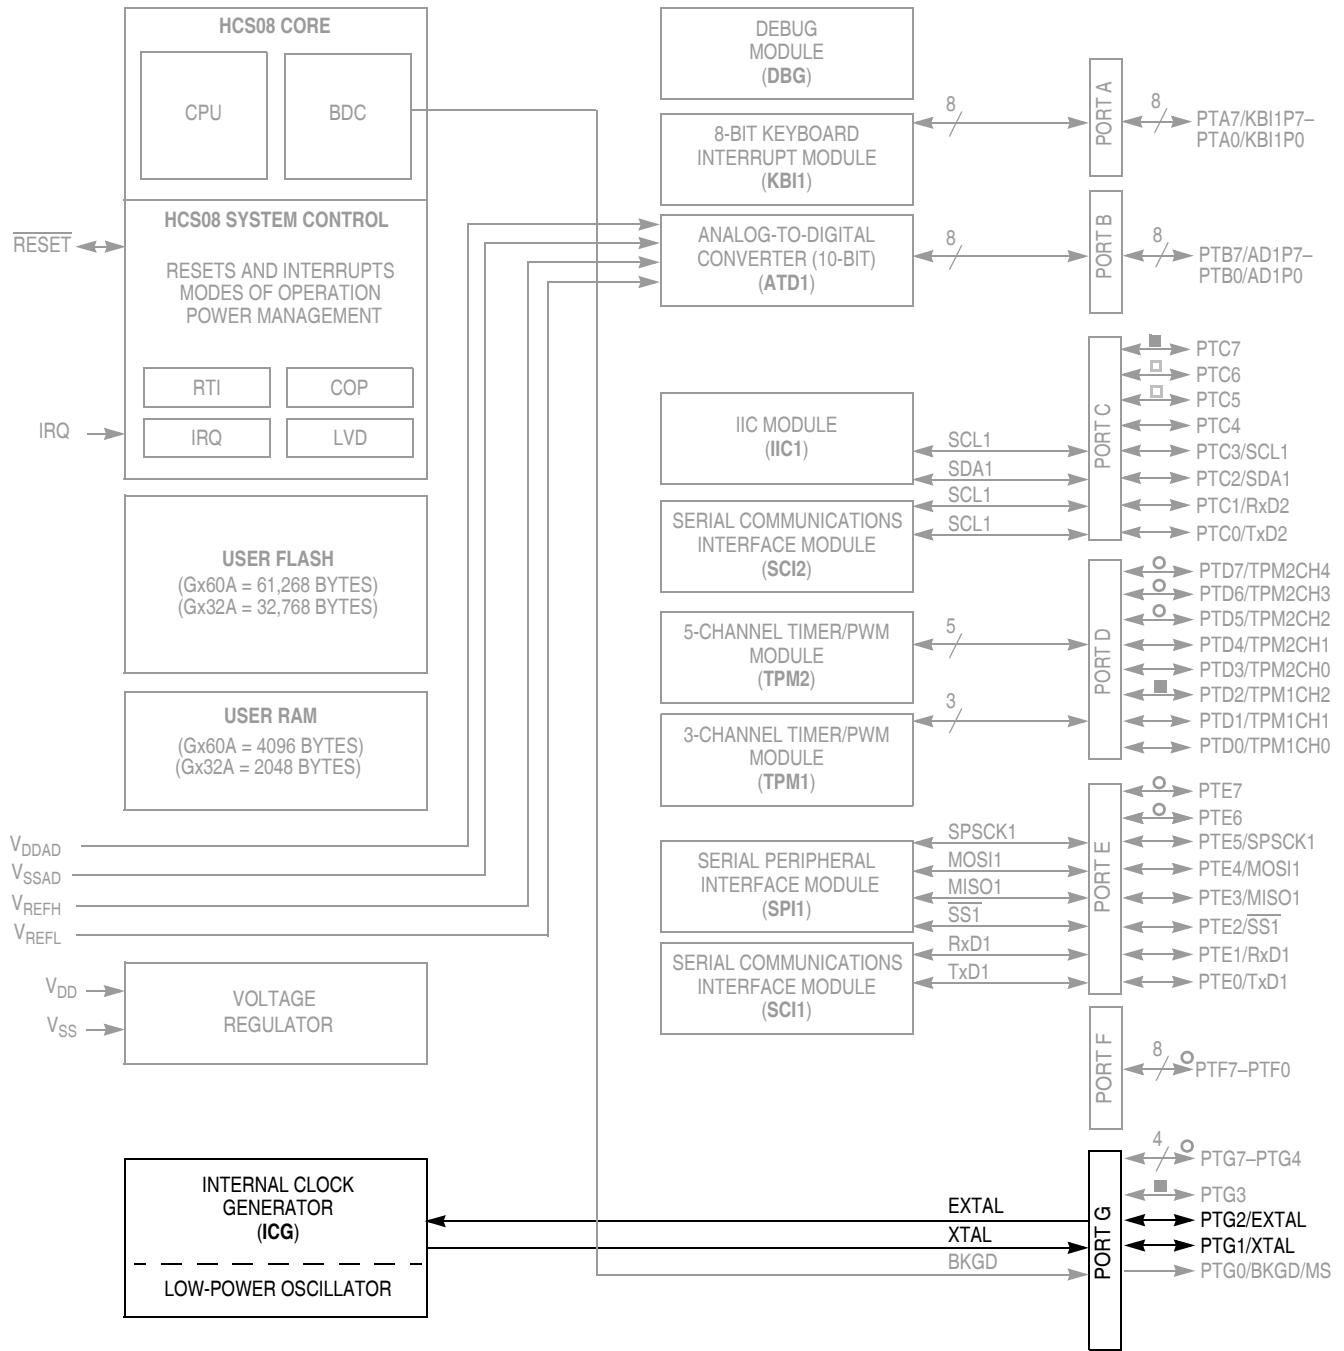 HCS08 CORE
CPU
BDC
HCS08 SYSTEM CONTROL
RESET
RESETS AND INTERRUPTS
MODES OF OPERATION
POWER MANAGEMENT
RTI
COP
IRQ
IRQ
LVD
USER FLASH
(Gx60A = 61,268 BYTES)
(Gx32A = 32,768 BYTES)
USER RAM
(Gx60A = 4096 BYTES)
(Gx32A = 2048 BYTES)
VDDAD
VSSAD
VREFH
VREFL
VDD
VSS
VOLTAGE
REGULATOR
INTERNAL CLOCK
GENERATOR
(ICG)
LOW-POWER OSCILLATOR
DEBUG
MODULE
(DBG)
8-BIT KEYBOARD
INTERRUPT MODULE
(KBI1)
ANALOG-TO-DIGITAL
CONVERTER (10-BIT)
(ATD1)
IIC MODULE
(IIC1)
SERIAL COMMUNICATIONS
INTERFACE MODULE
(SCI2)
5-CHANNEL TIMER/PWM
MODULE
(TPM2)
3-CHANNEL TIMER/PWM
MODULE
(TPM1)
SERIAL PERIPHERAL
INTERFACE MODULE
(SPI1)
SERIAL COMMUNICATIONS
INTERFACE MODULE
(SCI1)
8
8
SCL1
SDA1
SCL1
SCL1
5
3
SPSCK1
MOSI1
MISO1
SS1
RxD1
TxD1
EXTAL
XTAL
BKGD
PORT A
8
PTA7/KBI1P7–
PTA0/KBI1P0
PORT B
8
PTB7/AD1P7–
PTB0/AD1P0
PORT C
PTC7
PTC6
PTC5
PTC4
PTC3/SCL1
PTC2/SDA1
PTC1/RxD2
PTC0/TxD2
PORT D
PTD7/TPM2CH4
PTD6/TPM2CH3
PTD5/TPM2CH2
PTD4/TPM2CH1
PTD3/TPM2CH0
PTD2/TPM1CH2
PTD1/TPM1CH1
PTD0/TPM1CH0
PORT E
PTE7
PTE6
PTE5/SPSCK1
PTE4/MOSI1
PTE3/MISO1
PTE2/SS1
PTE1/RxD1
PTE0/TxD1
PORT F
8
PTF7–PTF0
PORT G
4
PTG7–PTG4
PTG3
PTG2/EXTAL
PTG1/XTAL
PTG0/BKGD/MS